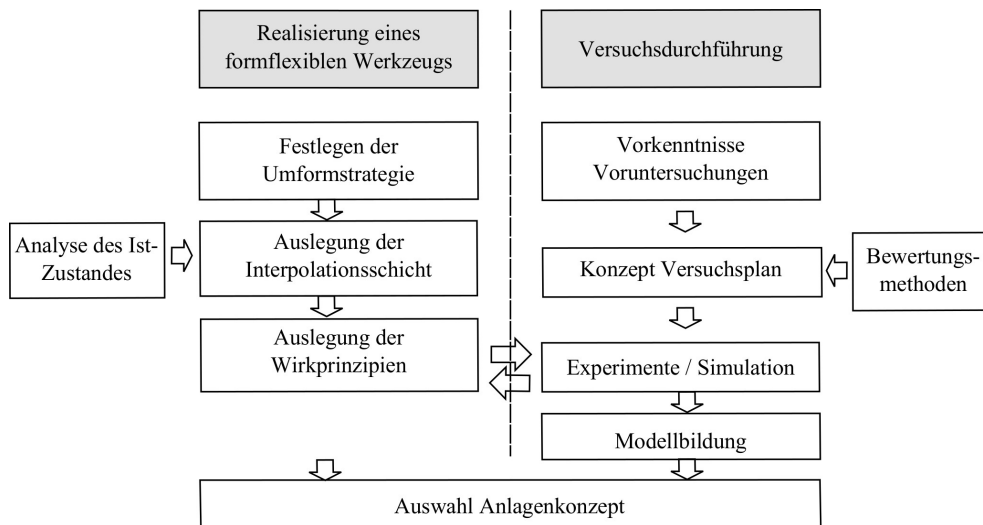 Realisierung eines
formflexiblen Werkzeugs
Versuchsdurchführung
Festlegen der
Umformstrategie
Vorkenntnisse
Voruntersuchungen
Analyse des Ist-
Zustandes
Auslegung der
Interpolationsschicht
Konzept Versuchsplan
Bewertungs-
methoden
Auslegung der
Wirkprinzipien
Experimente / Simulation
Modellbildung
Auswahl Anlagenkonzept